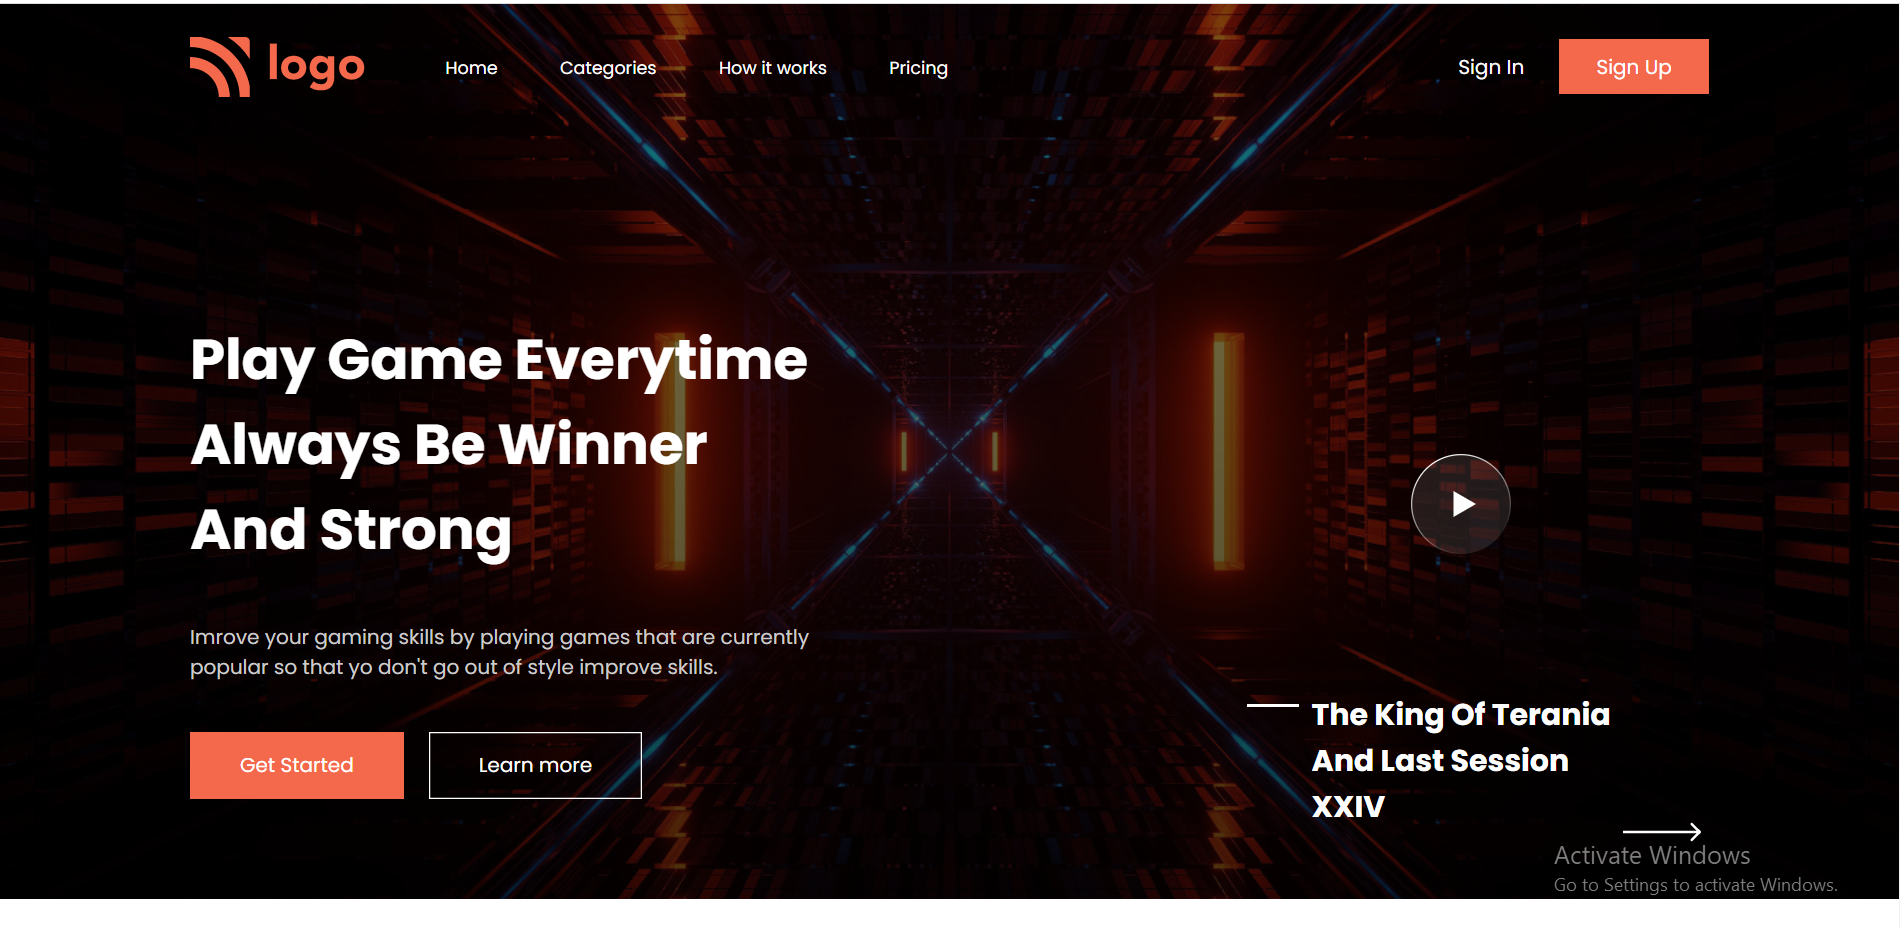 logo
Home
Categories
How it works
Pricing
Sign In
Sign Up
Play Game Everytime
Always Be Winner
And Strong
Imrove your gaming skills by playing games that are currently
popular so that yo don't go out of style improve skills.
Get Started
Learn more
The King Of Terania
And Last Session
XXIV
Activate Windows
Go to Settings to activate Windows.